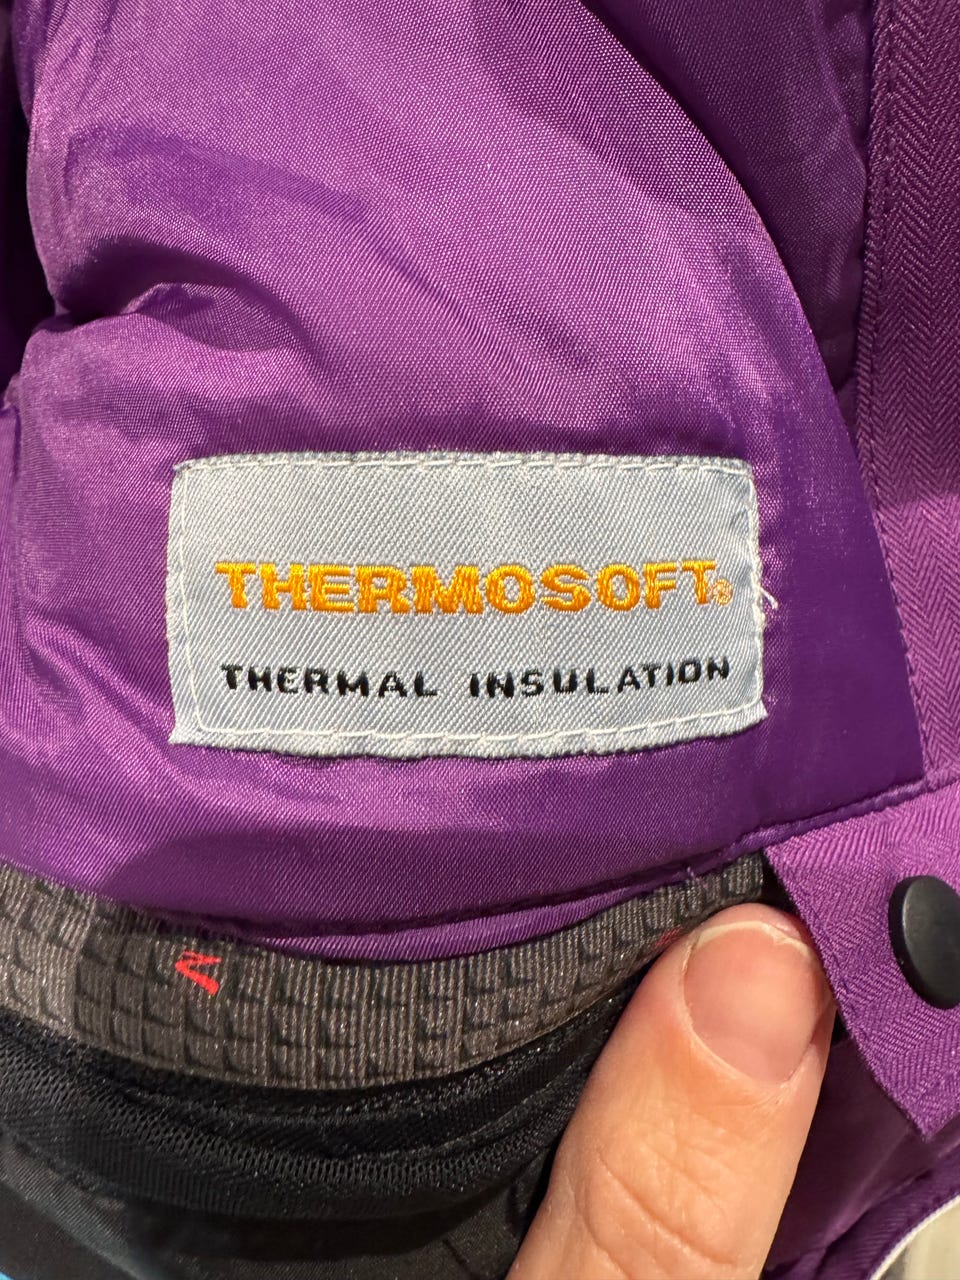 THERMOSOFT®
THERMAL INSULATION